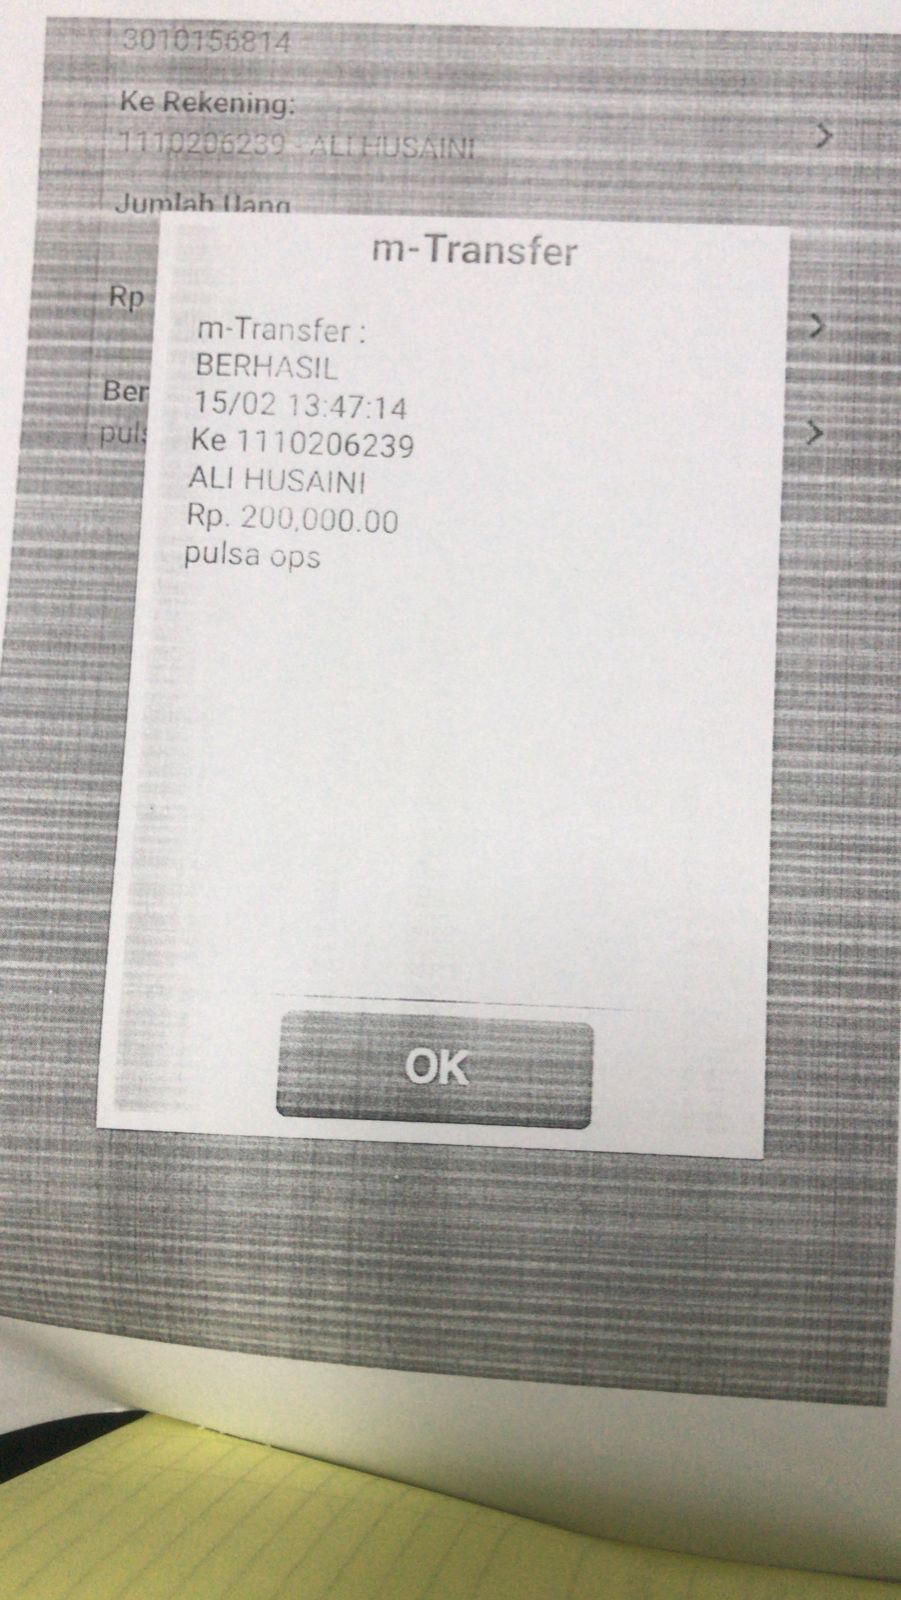 3010156814
Ke Rekening:
1110206239 - ALI HUSAINI
Jumlah Uang
Rp
Ber
puls
m-Transfer
m-Transfer :
BERHASIL
15/02 13:47:14
Ke 1110206239
ALI HUSAINI
Rp. 200,000.00
pulsa ops
OK